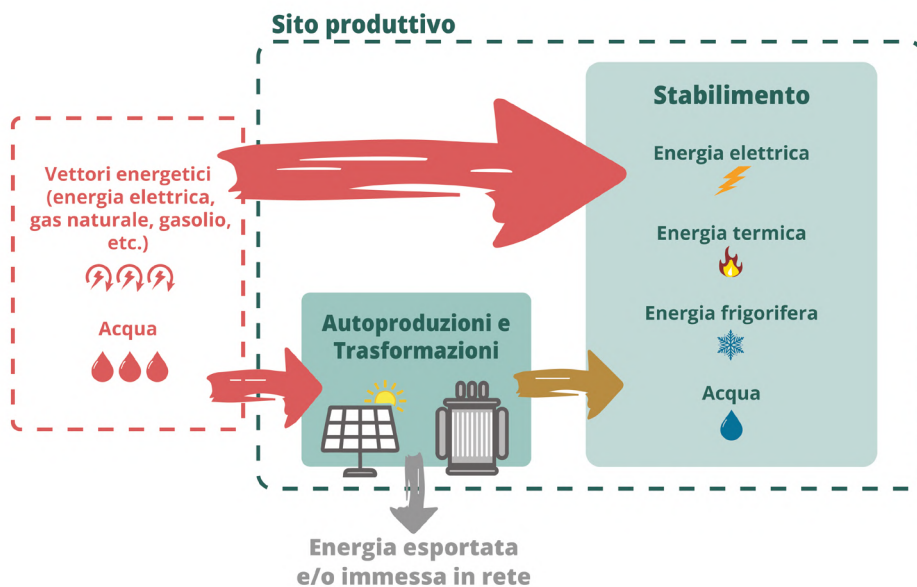 Sito produttivo
Vettori energetici
(energia elettrica,
gas naturale, gasolio,
etc.)
Acqua
Autoproduzioni e
Trasformazioni
Stabilimento
Energia elettrica
Energia termica
Energia frigorifera
Acqua
Energia esportata
e/o immessa in rete